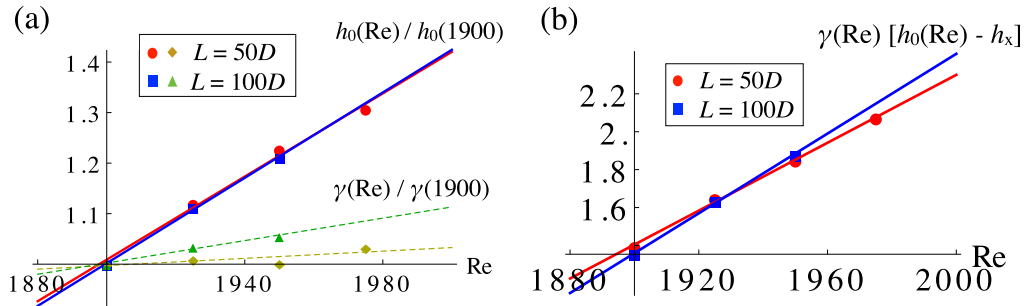 (a)
h₀(Re) / h₀(1900)
L = 50D
L = 100D
1.4
1.3
1.2
1.1
γ(Re) / γ(1900)
1880 1940 1980 Re
(b)
γ(Re) [h₀(Re) - hₓ]
L = 50D
L = 100D
2.2
2.
1.8
1.6
1880 1920 1960 2000 Re